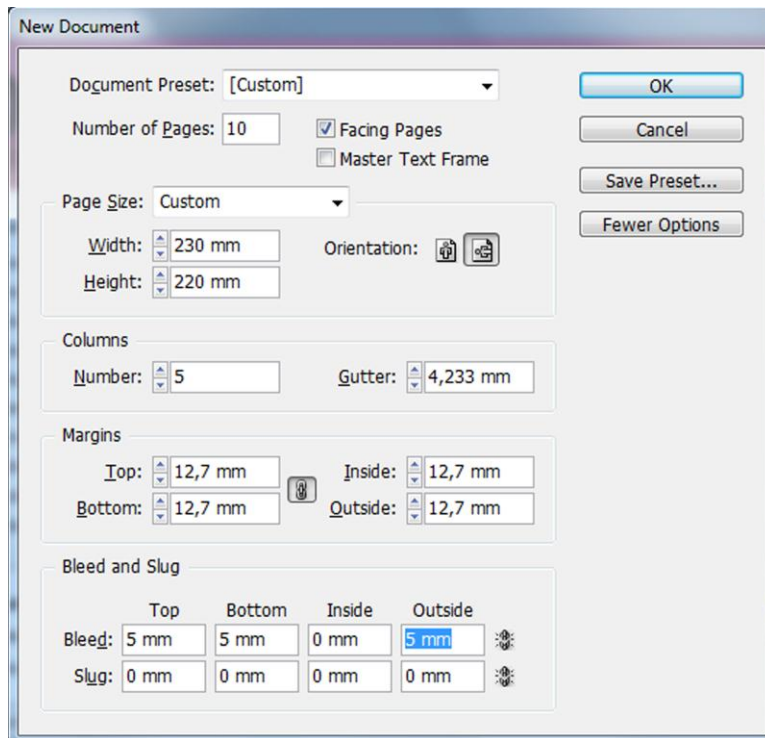 New Document
Document Preset: [Custom]
OK
Number of Pages: 10
Facing Pages
Cancel
Master Text Frame
Save Preset...
Page Size: Custom
Fewer Options
Width: 230 mm
Orientation:
Height: 220 mm
Columns
Number: 5
Gutter: 4,233 mm
Margins
Top: 12,7 mm
Inside: 12,7 mm
Bottom: 12,7 mm
Outside: 12,7 mm
Bleed and Slug
Top Bottom Inside Outside
Bleed: 5 mm 5 mm 0 mm 5 mm
Slug: 0 mm 0 mm 0 mm 0 mm